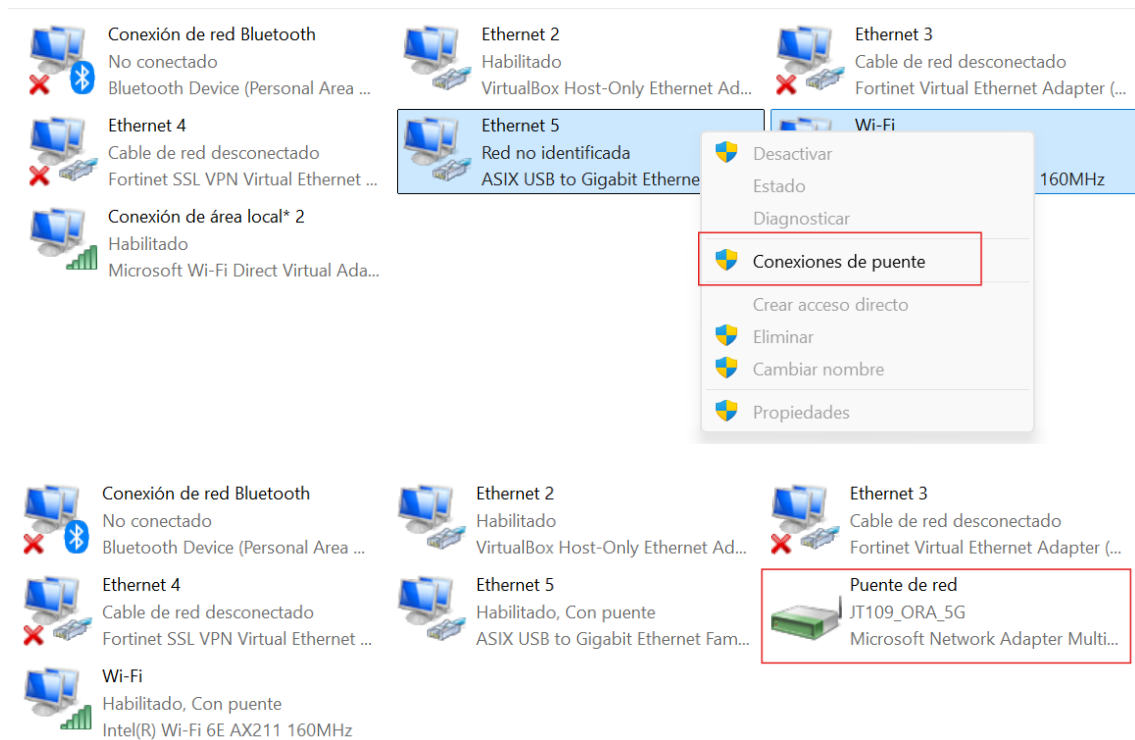 Conexión de red Bluetooth
No conectado
Bluetooth Device (Personal Area ...
Ethernet 2
Habilitado
VirtualBox Host-Only Ethernet Ad...
Ethernet 3
Cable de red desconectado
Fortinet Virtual Ethernet Adapter (...
Ethernet 4
Cable de red desconectado
Fortinet SSL VPN Virtual Ethernet ...
Ethernet 5
Red no identificada
ASIX USB to Gigabit Etherne
Wi-Fi
160MHz
Conexión de área local* 2
Habilitado
Microsoft Wi-Fi Direct Virtual Ada...
Desactivar
Estado
Diagnosticar
Conexiones de puente
Crear acceso directo
Eliminar
Cambiar nombre
Propiedades
Conexión de red Bluetooth
No conectado
Bluetooth Device (Personal Area ...
Ethernet 2
Habilitado
VirtualBox Host-Only Ethernet Ad...
Ethernet 3
Cable de red desconectado
Fortinet Virtual Ethernet Adapter (...
Ethernet 4
Cable de red desconectado
Fortinet SSL VPN Virtual Ethernet ...
Ethernet 5
Habilitado, Con puente
ASIX USB to Gigabit Ethernet Fam...
Puente de red
JT109_ORA_5G
Microsoft Network Adapter Multi...
Wi-Fi
Habilitado, Con puente
Intel(R) Wi-Fi 6E AX211 160MHz